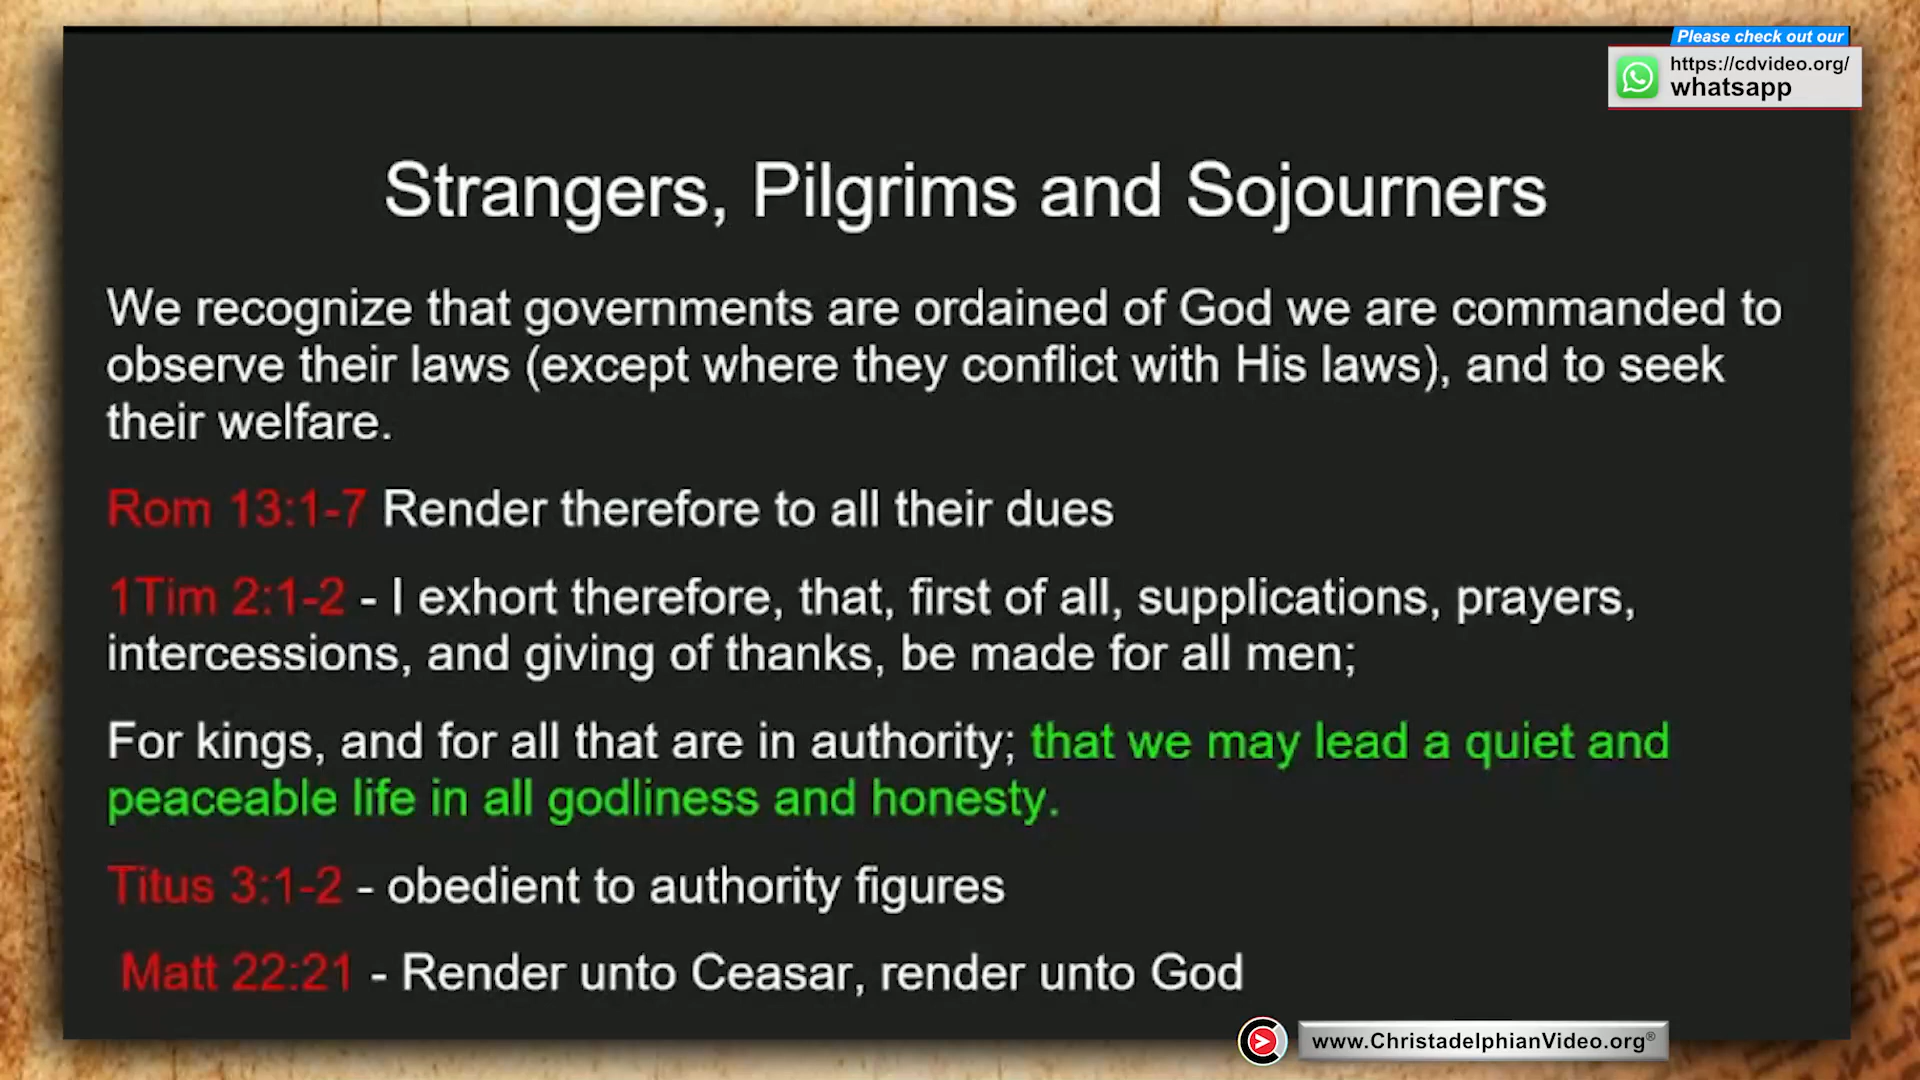 Please check out our
https://cdvideo.org/
whatsapp
Strangers, Pilgrims and Sojourners
We recognize that governments are ordained of God we are commanded to
observe their laws (except where they conflict with His laws), and to seek
their welfare.
Rom 13:1-7 Render therefore to all their dues
1Tim 2:1-2 - I exhort therefore, that, first of all, supplications, prayers,
intercessions, and giving of thanks, be made for all men;
For kings, and for all that are in authority; that we may lead a quiet and
peaceable life in all godliness and honesty.
Titus 3:1-2 - obedient to authority figures
Matt 22:21 - Render unto Ceasar, render unto God
www.ChristadelphianVideo.org®